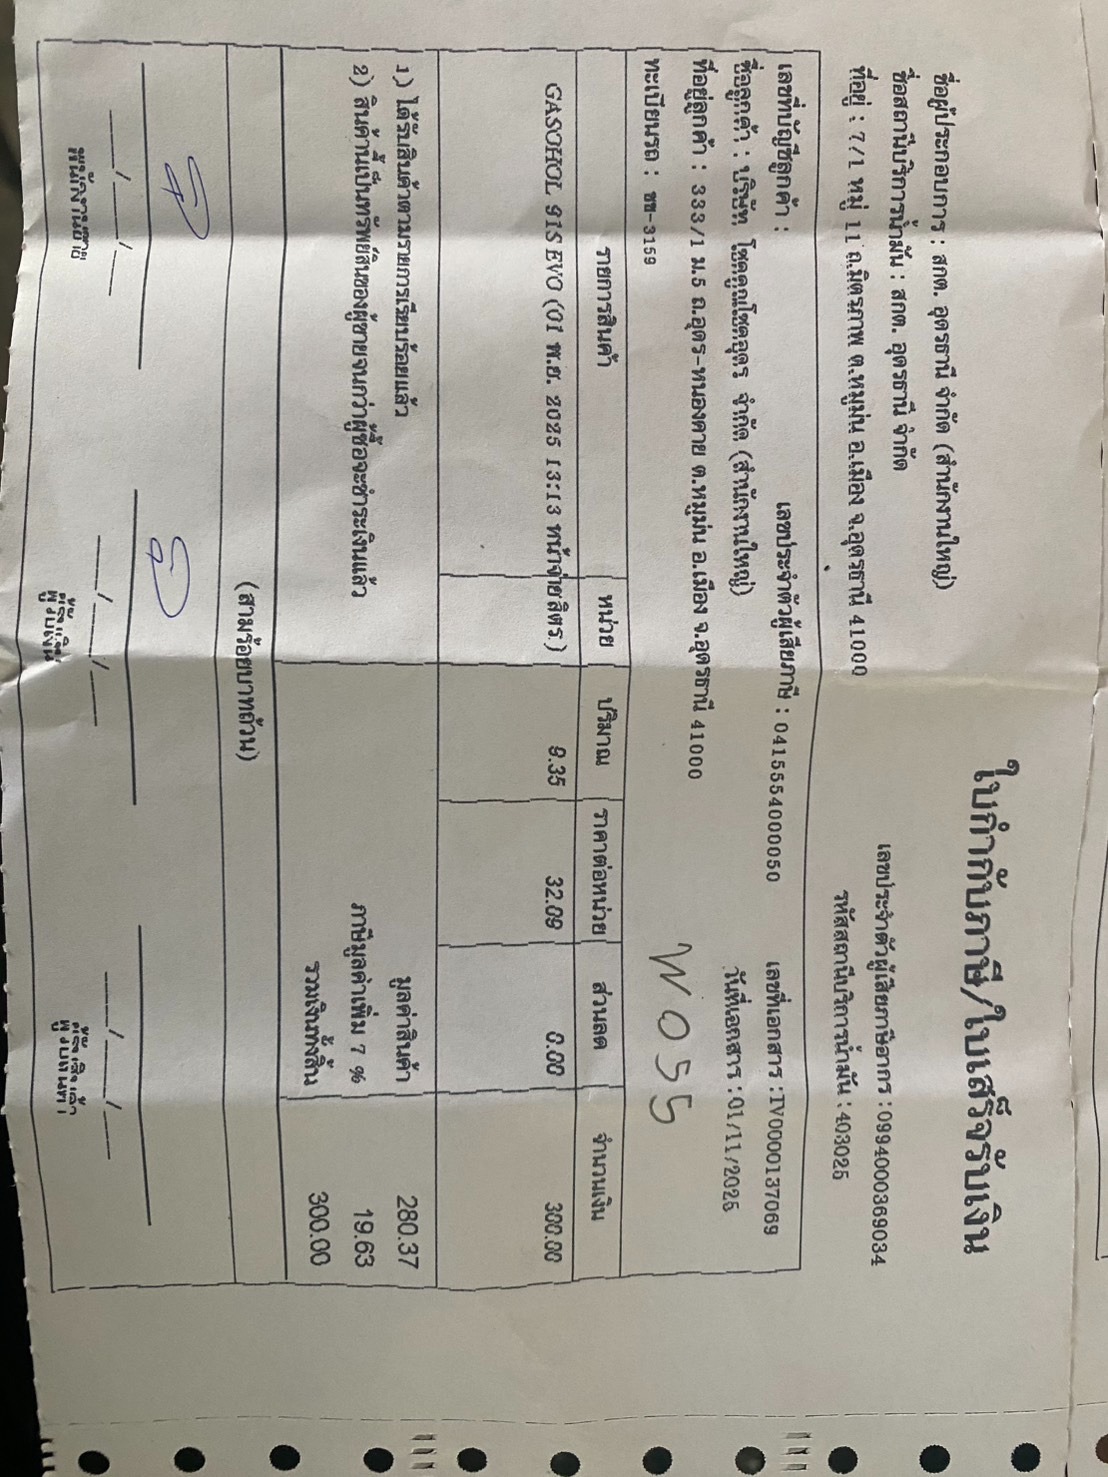 ใบกำกับภาษี/ใบเสร็จรับเงิน
ชื่อผู้ประกอบการ : สกต. อุดรธานี จำกัด (สำนักงานใหญ่)
เลขประจำตัวผู้เสียภาษีอากร : 0994000369034
ชื่อสถานีบริการน้ำมัน : สกต. อุดรธานี จำกัด
รหัสสถานีบริการน้ำมัน : 403025
ที่อยู่ : 7/1 หมู่ 11 ถ.มิตรภาพ ต.หมูม่น อ.เมือง จ.อุดรธานี 41000
เลขที่บัญชีลูกค้า : เลขประจำตัวผู้เสียภาษี : 0415554000050 เลขที่เอกสาร : IV0000137069
ชื่อลูกค้า : บริษัท โชคคูณโชคอุดร จำกัด (สำนักงานใหญ่) วันที่เอกสาร : 01/11/2025
ที่อยู่ลูกค้า : 333/1 ม.5 ถ.อุดร-หนองคาย ต.หมูม่น อ.เมือง จ.อุดรธานี 41000
ทะเบียนรถ : ขช-3159 W055
รายการสินค้า หน่วย ปริมาณ ราคาต่อหน่วย ส่วนลด จำนวนเงิน
GASOHOL 91S EVO (01 พ.ย. 2025 13:13 หน้าจ่ายลิตร.) 9.35 32.09 0.00 300.00
1) ได้รับสินค้าตามรายการเรียบร้อยแล้ว มูลค่าสินค้า 280.37
2) สินค้านี้เป็นทรัพย์สินของผู้ขายจนกว่าผู้ซื้อจะชำระเงินแล้ว ภาษีมูลค่าเพิ่ม 7 % 19.63
รวมเงินทั้งสิ้น 300.00
(สามร้อยบาทถ้วน)
___/___/___ ___/___/___ ___/___/___
พนักงานขาย ผู้รับเงิน